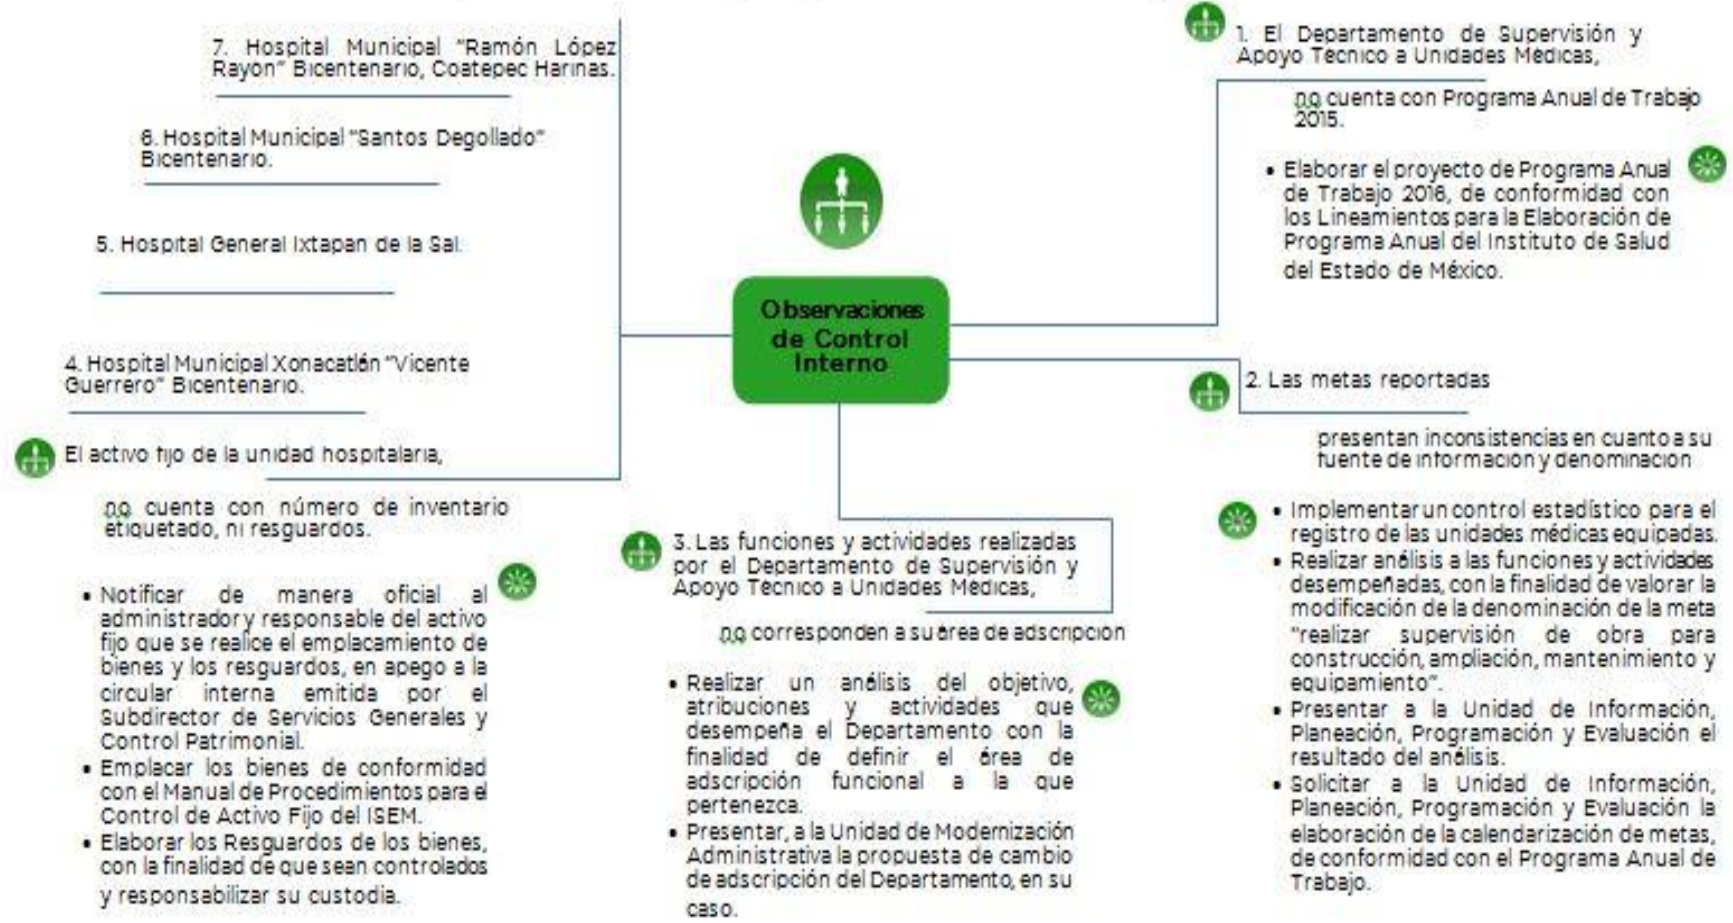 7. Hospital Municipal "Ramón López
Rayón" Bicentenario, Coatepec Harinas.
6. Hospital Municipal "Santos Degollado"
Bicentenario.
5. Hospital General Ixtapan de la Sal.
4. Hospital Municipal Xonacatlán "Vicente
Guerrero" Bicentenario.
El activo fijo de la unidad hospitalaria,
no cuenta con número de inventario
etiquetado, ni resguardos.
• Notificar de manera oficial al
administrador y responsable del activo
fijo que se realice el emplacamiento de
bienes y los resguardos, en apego a la
circular interna emitida por el
Subdirector de Servicios Generales y
Control Patrimonial.
• Emplacar los bienes de conformidad
con el Manual de Procedimientos para el
Control de Activo Fijo del ISEM.
• Elaborar los Resguardos de los bienes,
con la finalidad de que sean controlados
y responsabilizar su custodia.
Observaciones
de Control
Interno
3. Las funciones y actividades realizadas
por el Departamento de Supervisión y
Apoyo Técnico a Unidades Médicas,
no corresponden a su área de adscripción
• Realizar un análisis del objetivo,
atribuciones y actividades que
desempeña el Departamento con la
finalidad de definir el área de
adscripción funcional a la que
pertenezca.
• Presentar, a la Unidad de Modernización
Administrativa la propuesta de cambio
de adscripción del Departamento, en su
caso.
1. El Departamento de Supervisión y
Apoyo Técnico a Unidades Médicas,
no cuenta con Programa Anual de Trabajo
2015.
• Elaborar el proyecto de Programa Anual
de Trabajo 2016, de conformidad con
los Lineamientos para la Elaboración de
Programa Anual del Instituto de Salud
del Estado de México.
2. Las metas reportadas
presentan inconsistencias en cuanto a su
fuente de información y denominación
• Implementar un control estadístico para el
registro de las unidades médicas equipadas.
• Realizar análisis a las funciones y actividades
desempeñadas, con la finalidad de valorar la
modificación de la denominación de la meta
"realizar supervisión de obra para
construcción, ampliación, mantenimiento y
equipamiento".
• Presentar a la Unidad de Información,
Planeación, Programación y Evaluación el
resultado del análisis.
• Solicitar a la Unidad de Información,
Planeación, Programación y Evaluación la
elaboración de la calendarización de metas,
de conformidad con el Programa Anual de
Trabajo.